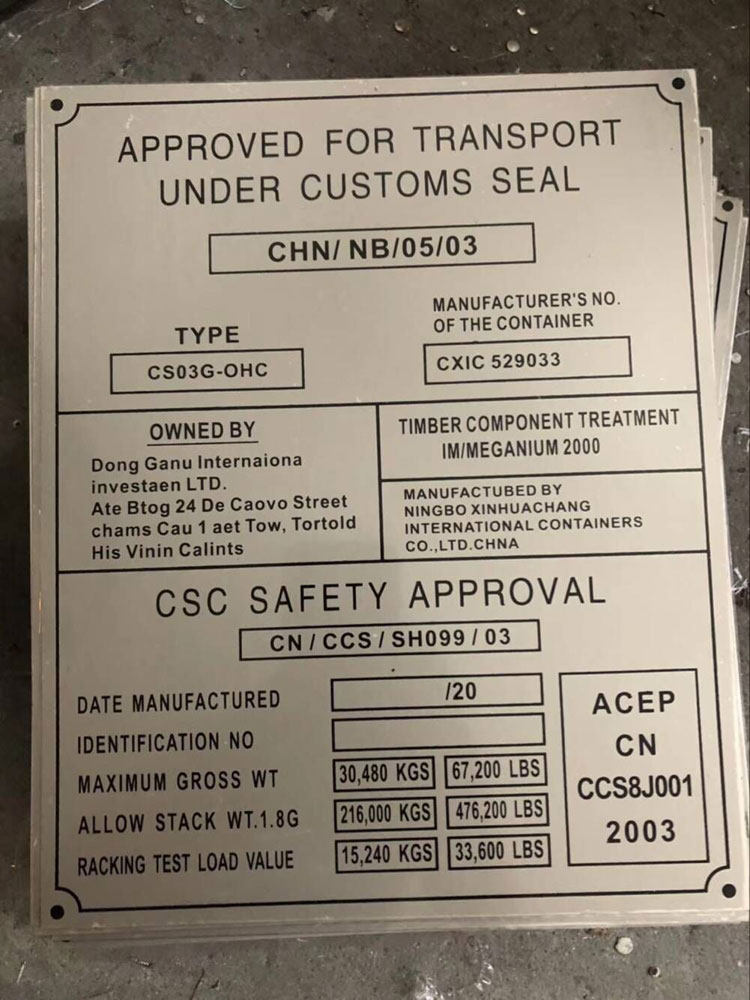 APPROVED FOR TRANSPORT
UNDER CUSTOMS SEAL
CHN/ NB/05/03
TYPE
CS03G-OHC
MANUFACTURER'S NO.
OF THE CONTAINER
CXIC 529033
OWNED BY
Dong Ganu Internaiona
investaen LTD.
Ate Btog 24 De Caovo Street
chams Cau 1 aet Tow, Tortold
His Vinin Calints
TIMBER COMPONENT TREATMENT
IM/MEGANIUM 2000
MANUFACTUBED BY
NINGBO XINHUACHANG
INTERNATIONAL CONTAINERS
CO.,LTD.CHNA
CSC SAFETY APPROVAL
CN / CCS / SH099 / 03
DATE MANUFACTURED /20
IDENTIFICATION NO
MAXIMUM GROSS WT 30,480 KGS 67,200 LBS
ALLOW STACK WT.1.8G 216,000 KGS 476,200 LBS
RACKING TEST LOAD VALUE 15,240 KGS 33,600 LBS
ACEP
CN
CCS8J001
2003